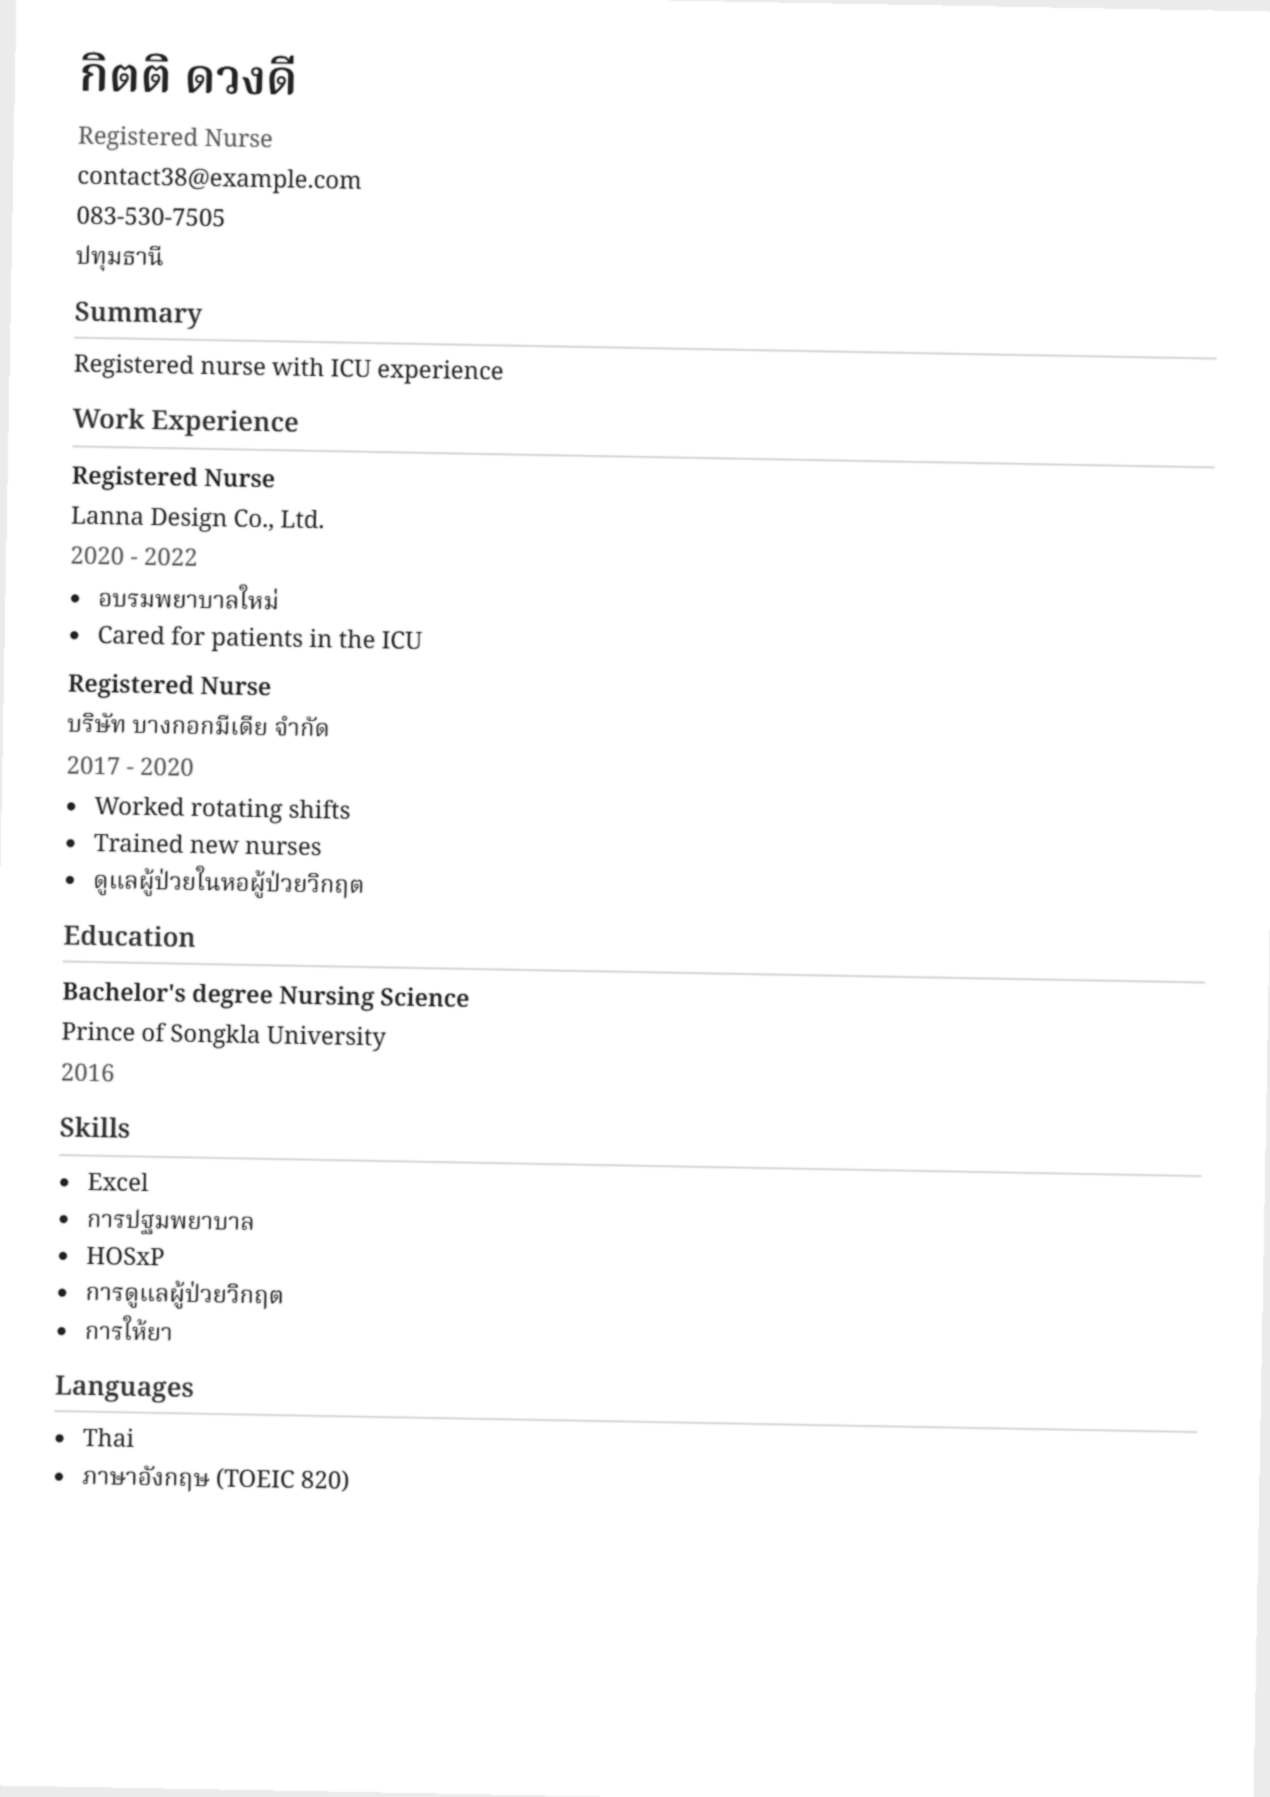 กิตติ ดวงดี
Registered Nurse
contact38@example.com
083-530-7505
ปทุมธานี
Summary
Registered nurse with ICU experience
Work Experience
Registered Nurse
Lanna Design Co., Ltd.
2020 - 2022
• อบรมพยาบาลใหม่
• Cared for patients in the ICU
Registered Nurse
บริษัท บางกอกมีเดีย จำกัด
2017 - 2020
• Worked rotating shifts
• Trained new nurses
• ดูแลผู้ป่วยในหอผู้ป่วยวิกฤต
Education
Bachelor's degree Nursing Science
Prince of Songkla University
2016
Skills
• Excel
• การปฐมพยาบาล
• HOSxP
• การดูแลผู้ป่วยวิกฤต
• การให้ยา
Languages
• Thai
• ภาษาอังกฤษ (TOEIC 820)